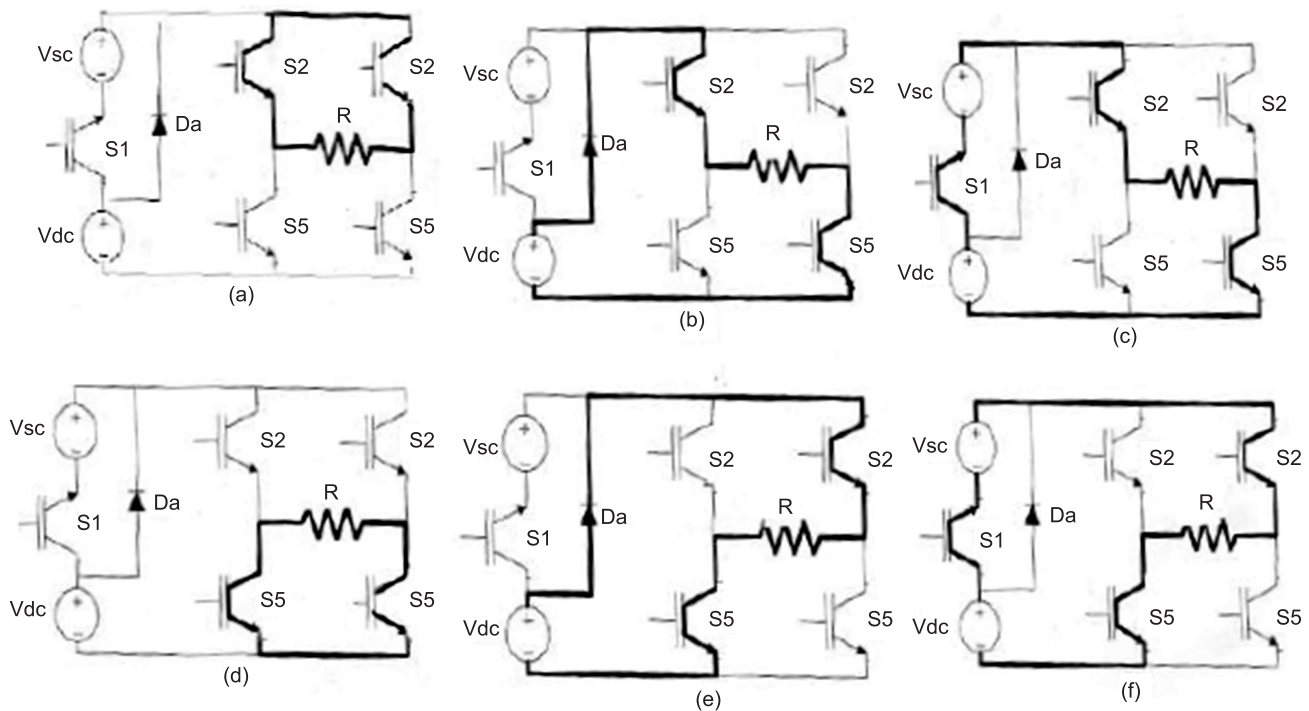 Vsc
+
-
S2
S2
Da
R
S1
Vdc
+
-
S5
S5
(a)
Vsc
+
-
S2
S2
Da
R
S1
Vdc
+
-
S5
S5
(b)
Vsc
+
-
S2
S2
Da
R
S1
Vdc
+
-
S5
S5
(c)
Vsc
+
-
S2
S2
Da
R
S1
Vdc
+
-
S5
S5
(d)
Vsc
+
-
S2
S2
Da
R
S1
Vdc
+
-
S5
S5
(e)
Vsc
+
-
S2
S2
Da
R
S1
Vdc
+
-
S5
S5
(f)